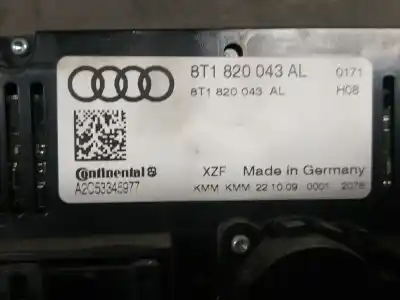 8T1 820 043 AL 0171
8T1 820 043 AL H08
Continental XZF Made in Germany
A2C53345977 KMM KMM 22.10.09 0001 2076